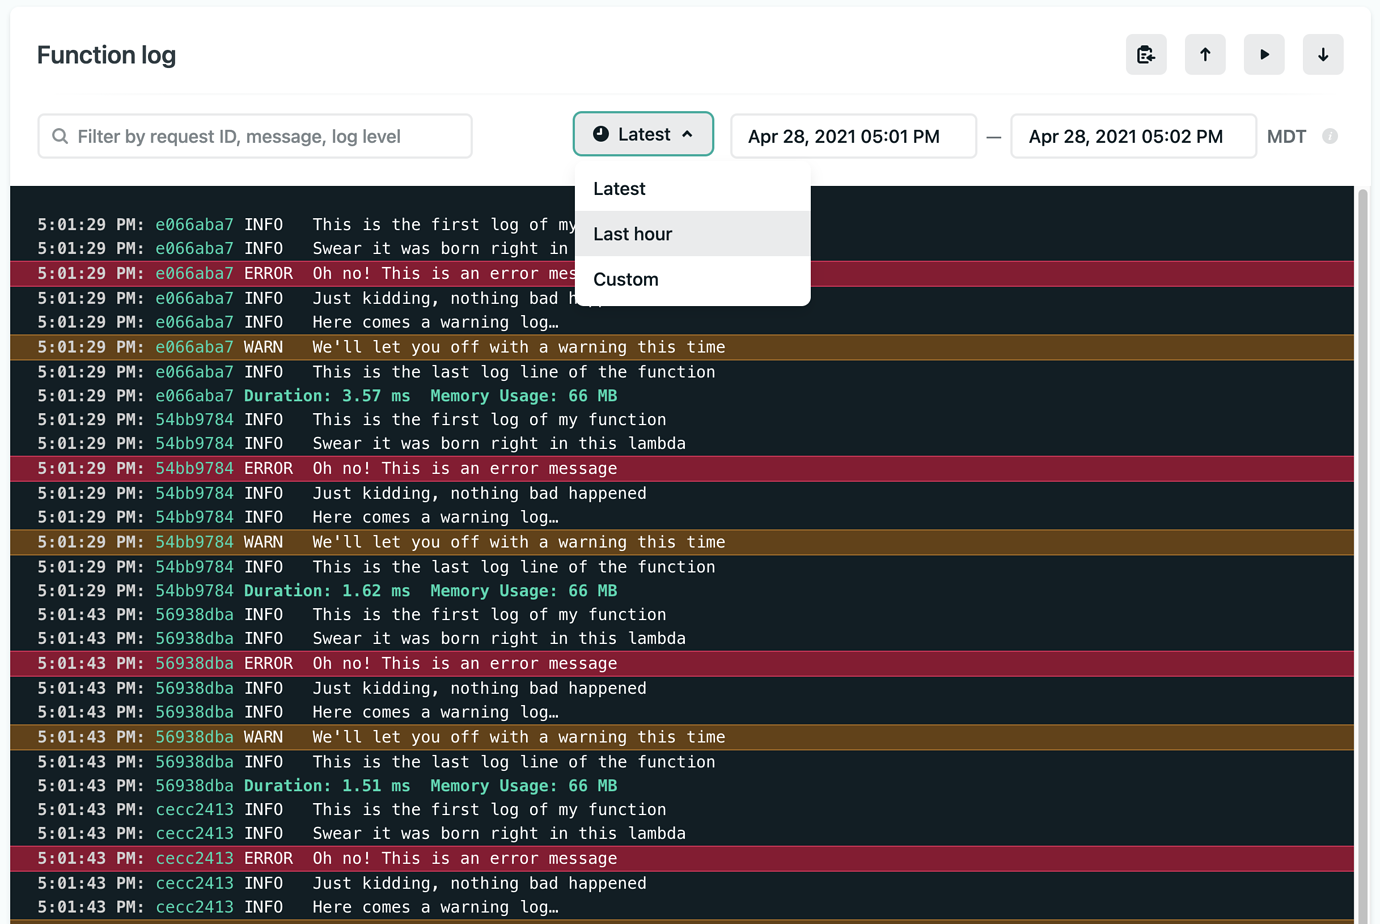 Function log
Filter by request ID, message, log level
Latest
Apr 28, 2021 05:01 PM — Apr 28, 2021 05:02 PM MDT
Latest
Last hour
Custom
5:01:29 PM: e066aba7 INFO This is the first log of my
5:01:29 PM: e066aba7 INFO Swear it was born right in
5:01:29 PM: e066aba7 ERROR Oh no! This is an error mes
5:01:29 PM: e066aba7 INFO Just kidding, nothing bad
5:01:29 PM: e066aba7 INFO Here comes a warning log…
5:01:29 PM: e066aba7 WARN We'll let you off with a warning this time
5:01:29 PM: e066aba7 INFO This is the last log line of the function
5:01:29 PM: e066aba7 Duration: 3.57 ms Memory Usage: 66 MB
5:01:29 PM: 54bb9784 INFO This is the first log of my function
5:01:29 PM: 54bb9784 INFO Swear it was born right in this lambda
5:01:29 PM: 54bb9784 ERROR Oh no! This is an error message
5:01:29 PM: 54bb9784 INFO Just kidding, nothing bad happened
5:01:29 PM: 54bb9784 INFO Here comes a warning log…
5:01:29 PM: 54bb9784 WARN We'll let you off with a warning this time
5:01:29 PM: 54bb9784 INFO This is the last log line of the function
5:01:29 PM: 54bb9784 Duration: 1.62 ms Memory Usage: 66 MB
5:01:43 PM: 56938dba INFO This is the first log of my function
5:01:43 PM: 56938dba INFO Swear it was born right in this lambda
5:01:43 PM: 56938dba ERROR Oh no! This is an error message
5:01:43 PM: 56938dba INFO Just kidding, nothing bad happened
5:01:43 PM: 56938dba INFO Here comes a warning log…
5:01:43 PM: 56938dba WARN We'll let you off with a warning this time
5:01:43 PM: 56938dba INFO This is the last log line of the function
5:01:43 PM: 56938dba Duration: 1.51 ms Memory Usage: 66 MB
5:01:43 PM: cecc2413 INFO This is the first log of my function
5:01:43 PM: cecc2413 INFO Swear it was born right in this lambda
5:01:43 PM: cecc2413 ERROR Oh no! This is an error message
5:01:43 PM: cecc2413 INFO Just kidding, nothing bad happened
5:01:43 PM: cecc2413 INFO Here comes a warning log…